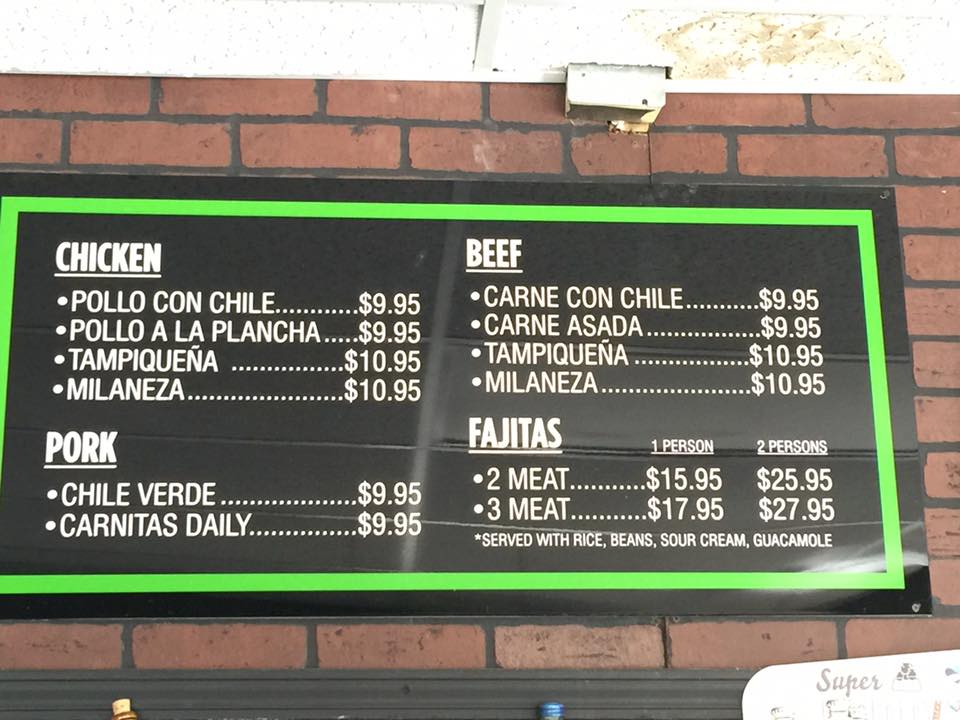 CHICKEN
•POLLO CON CHILE............$9.95
•POLLO A LA PLANCHA.....$9.95
•TAMPIQUEÑA ..................$10.95
•MILANEZA......................$10.95
PORK
•CHILE VERDE...................$9.95
•CARNITAS DAILY...............$9.95
BEEF
•CARNE CON CHILE...........$9.95
•CARNE ASADA.................$9.95
•TAMPIQUEÑA ................$10.95
•MILANEZA.....................$10.95
FAJITAS 1 PERSON 2 PERSONS
•2 MEAT...........$15.95 $25.95
•3 MEAT...........$17.95 $27.95
*SERVED WITH RICE, BEANS, SOUR CREAM, GUACAMOLE
Super